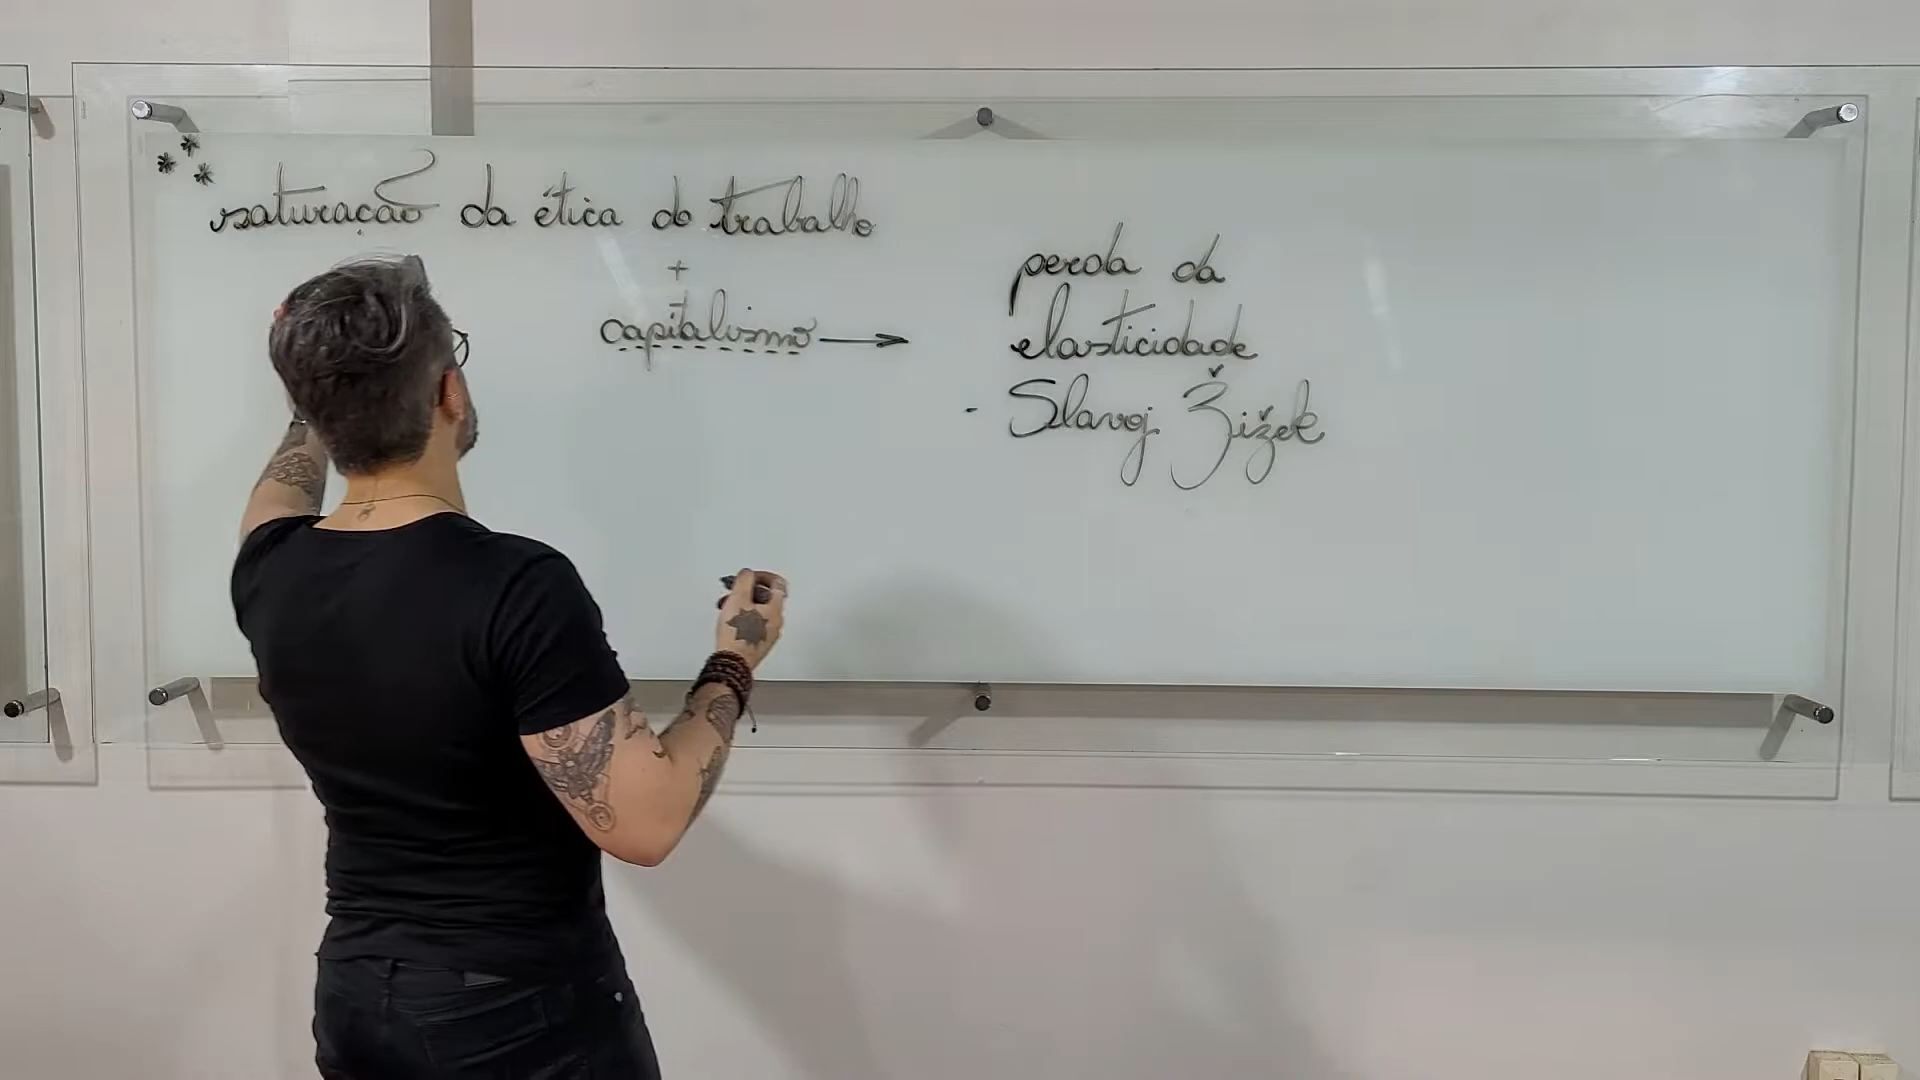 saturação da ética do trabalho
+
capitalismo →
perda da
elasticidade
- Slavoj Žižek